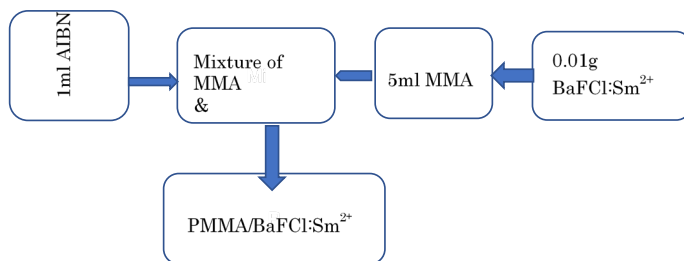 1ml AIBN
Mixture of
MMA
&
5ml MMA
0.01g
BaFCl:Sm²⁺
PMMA/BaFCl:Sm²⁺